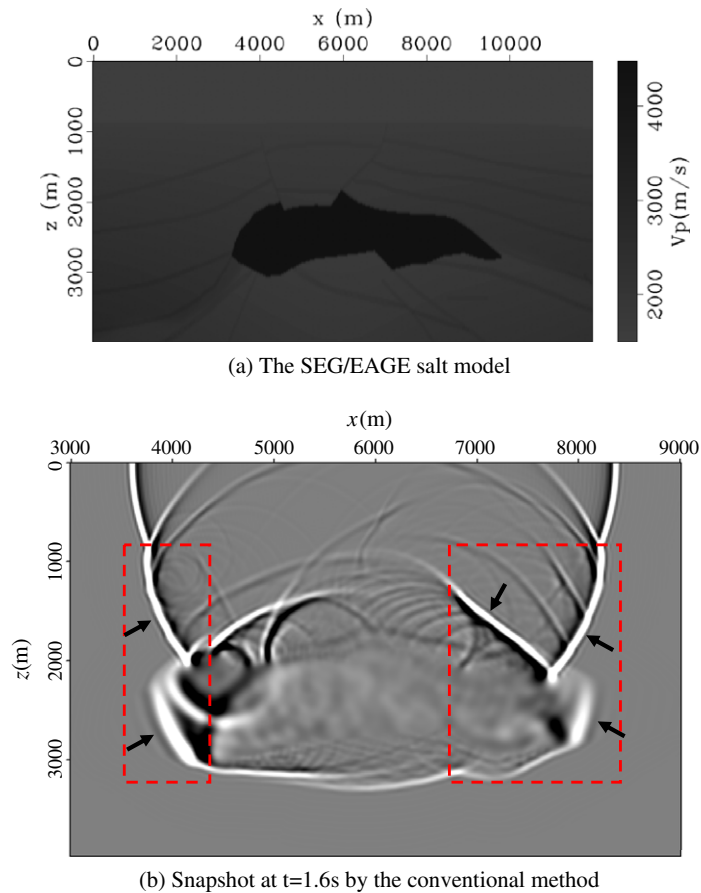 x (m)
0 2000 4000 6000 8000 10000
0
1000
2000
3000
z (m)
4000
3000
2000
Vp(m/s)
(a) The SEG/EAGE salt model
x(m)
3000 4000 5000 6000 7000 8000 9000
0
1000
2000
3000
z(m)
(b) Snapshot at t=1.6s by the conventional method